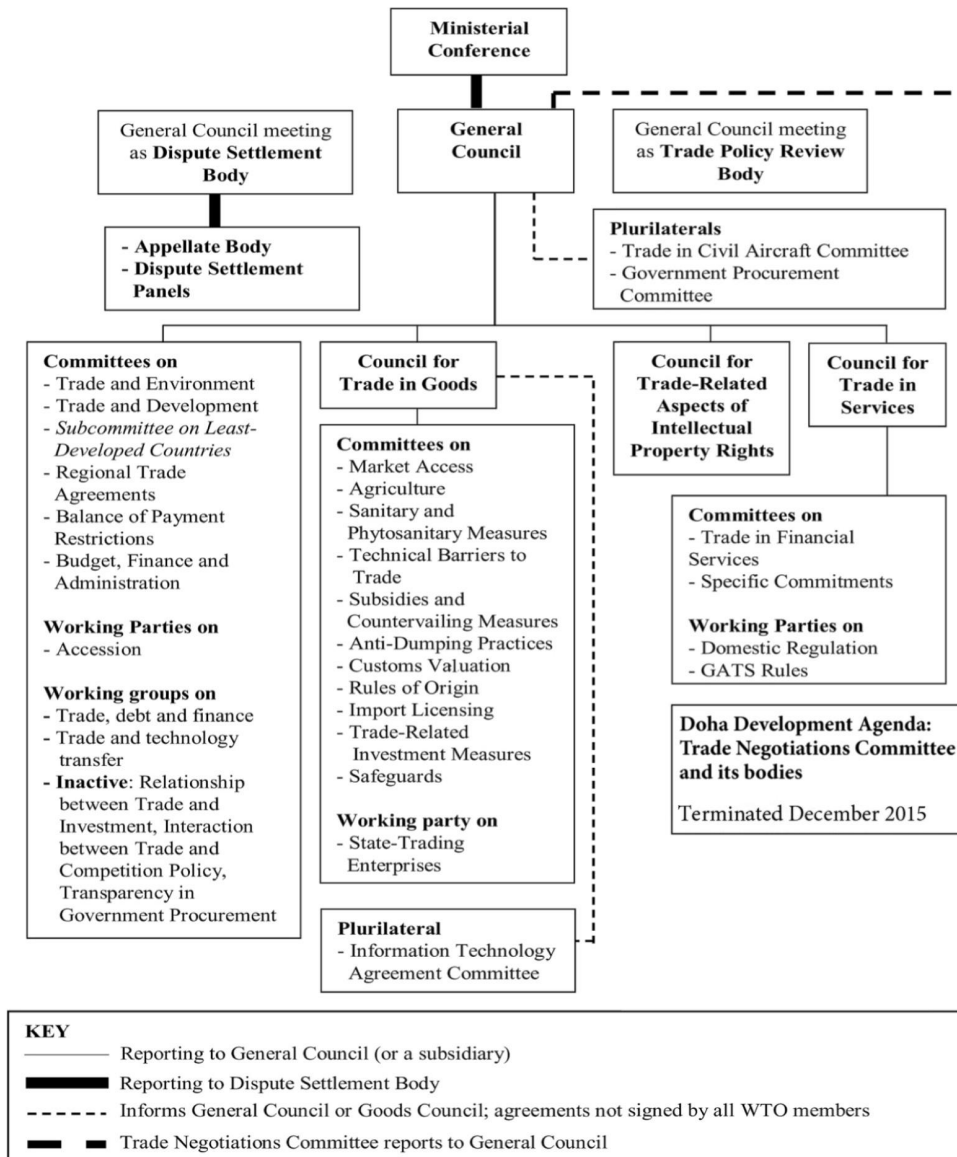 Ministerial
Conference
General
Council
General Council meeting
as Dispute Settlement
Body
General Council meeting
as Trade Policy Review
Body
- Appellate Body
- Dispute Settlement
Panels
Plurilaterals
- Trade in Civil Aircraft Committee
- Government Procurement
Committee
Committees on
- Trade and Environment
- Trade and Development
- Subcommittee on Least-
Developed Countries
- Regional Trade
Agreements
- Balance of Payment
Restrictions
- Budget, Finance and
Administration
Working Parties on
- Accession
Working groups on
- Trade, debt and finance
- Trade and technology
transfer
- Inactive: Relationship
between Trade and
Investment, Interaction
between Trade and
Competition Policy,
Transparency in
Government Procurement
Council for
Trade in Goods
Committees on
- Market Access
- Agriculture
- Sanitary and
Phytosanitary Measures
- Technical Barriers to
Trade
- Subsidies and
Countervailing Measures
- Anti-Dumping Practices
- Customs Valuation
- Rules of Origin
- Import Licensing
- Trade-Related
Investment Measures
- Safeguards
Working party on
- State-Trading
Enterprises
Plurilateral
- Information Technology
Agreement Committee
Council for
Trade-Related
Aspects of
Intellectual
Property Rights
Council for
Trade in
Services
Committees on
- Trade in Financial
Services
- Specific Commitments
Working Parties on
- Domestic Regulation
- GATS Rules
Doha Development Agenda:
Trade Negotiations Committee
and its bodies
Terminated December 2015
KEY
Reporting to General Council (or a subsidiary)
Reporting to Dispute Settlement Body
Informs General Council or Goods Council; agreements not signed by all WTO members
Trade Negotiations Committee reports to General Council